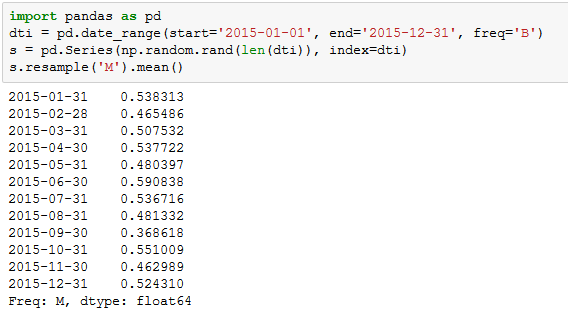 import pandas as pd
dti = pd.date_range(start='2015-01-01', end='2015-12-31', freq='B')
s = pd.Series(np.random.rand(len(dti)), index=dti)
s.resample('M').mean()
2015-01-31    0.538313
2015-02-28    0.465486
2015-03-31    0.507532
2015-04-30    0.537722
2015-05-31    0.480397
2015-06-30    0.590838
2015-07-31    0.536716
2015-08-31    0.481332
2015-09-30    0.368618
2015-10-31    0.551009
2015-11-30    0.462989
2015-12-31    0.524310
Freq: M, dtype: float64